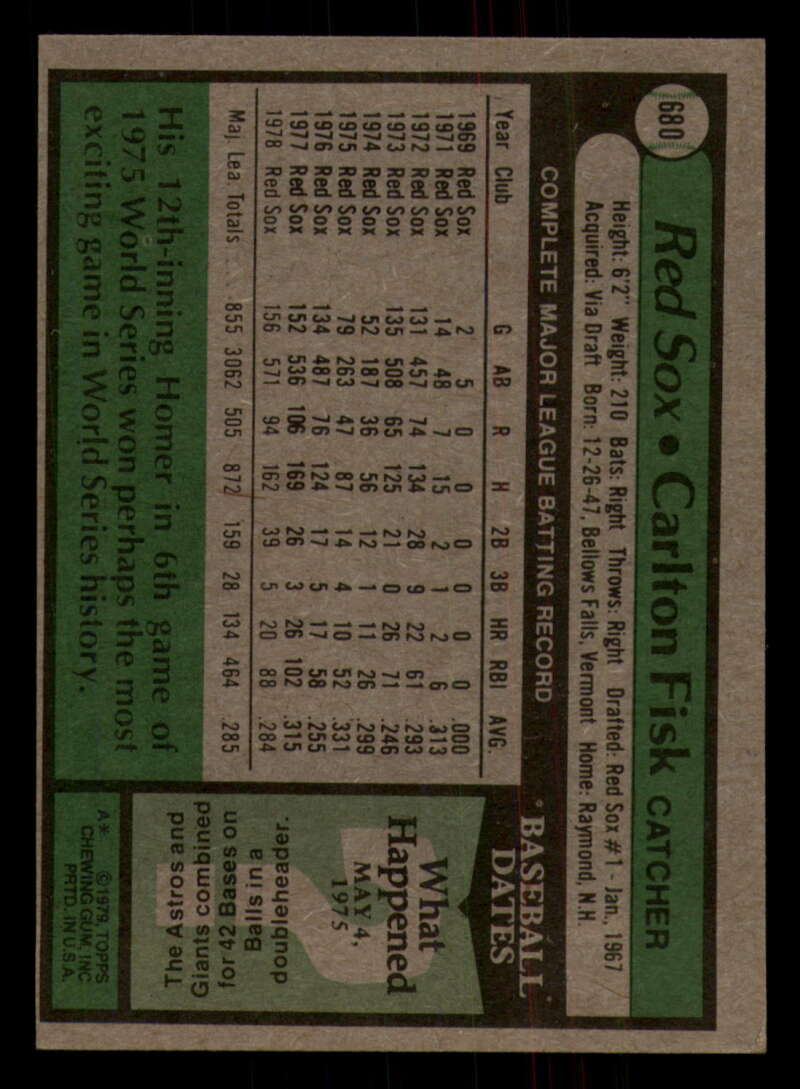 680
Red Sox • Carlton Fisk CATCHER
Height: 6'2" Weight: 210 Bats: Right Throws: Right Drafted: Red Sox #1 - Jan., 1967
Acquired: Via Draft Born: 12-26-47, Bellows Falls, Vermont Home: Raymond, N.H.
COMPLETE MAJOR LEAGUE BATTING RECORD
Year Club G AB R H 2B 3B HR RBI AVG.
1969 Red Sox 2 5 0 0 0 0 0 0 .000
1971 Red Sox 14 48 7 15 2 1 2 6 .313
1972 Red Sox 131 457 74 134 28 9 22 61 .293
1973 Red Sox 135 508 65 125 21 0 26 71 .246
1974 Red Sox 52 187 36 56 12 1 11 26 .299
1975 Red Sox 79 263 47 87 14 4 10 52 .331
1976 Red Sox 134 487 76 124 17 5 17 58 .255
1977 Red Sox 152 536 106 169 26 3 26 102 .315
1978 Red Sox 156 571 94 162 39 5 20 88 .284
Maj. Lea. Totals 855 3062 505 872 159 28 134 464 .285
His 12th-inning Homer in 6th game of
1975 World Series won perhaps the most
exciting game in World Series history.
BASEBALL
DATES
What
Happened
MAY 4,
1975
The Astros and
Giants combined
for 42 Bases on
Balls in a
doubleheader.
A* ©1979 TOPPS
CHEWING GUM, INC
PRTD. IN U.S.A.